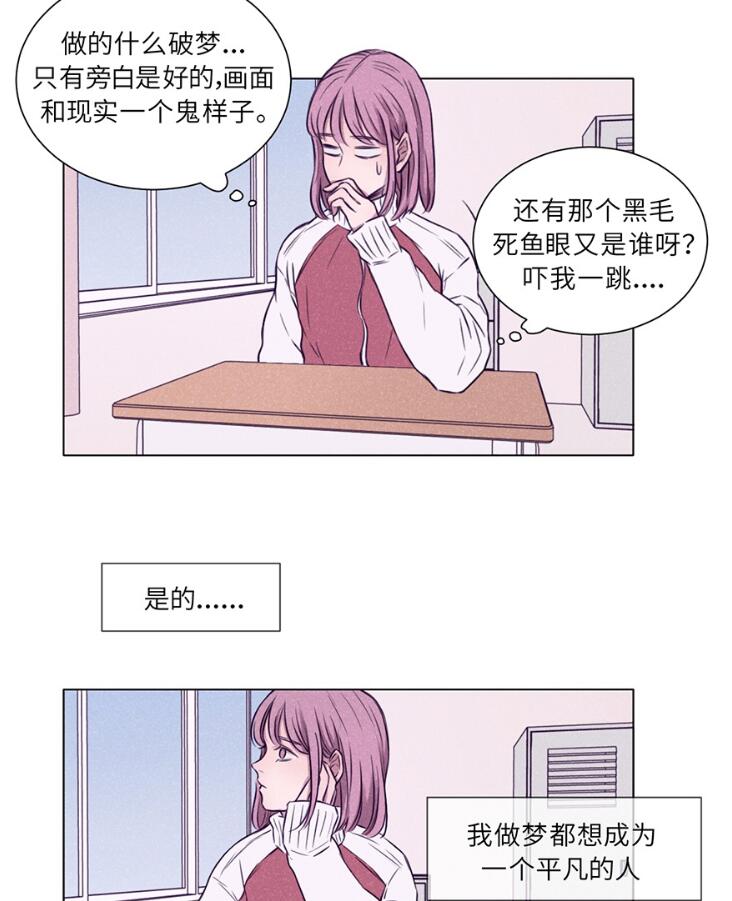 做的什么破梦...
只有旁白是好的,画面
和现实一个鬼样子。
还有那个黑毛
死鱼眼又是谁呀?
吓我一跳....
是的......
我做梦都想成为
一个平凡的人